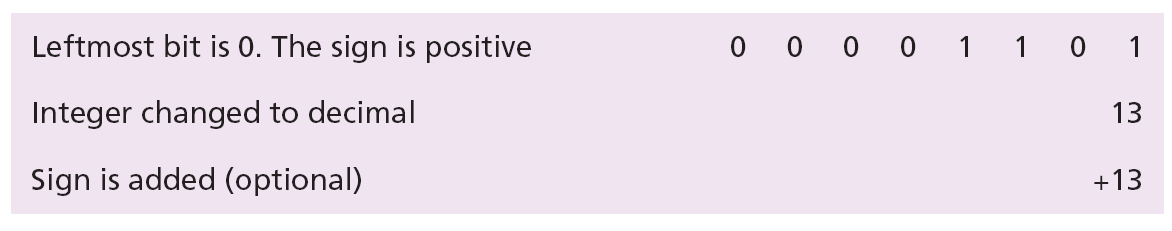 Leftmost bit is 0. The sign is positive 0 0 0 0 1 1 0 1
Integer changed to decimal 13
Sign is added (optional) +13